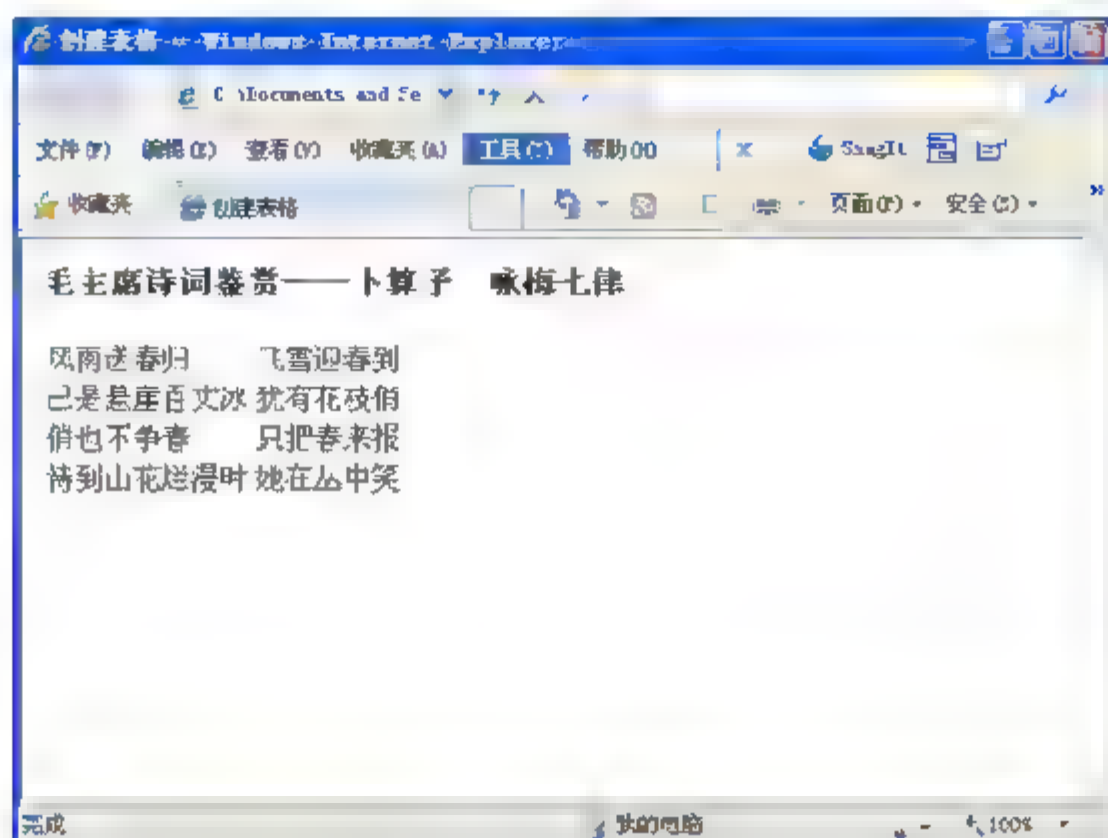 创建表格 - Windows Internet Explorer
C:\Documents and Se
文件(F) 编辑(E) 查看(V) 收藏夹(A) 工具(T) 帮助(H) SnagIt
收藏夹 创建表格 页面(P) 安全(S) »
毛主席诗词鉴赏——卜算子 咏梅七律
风雨送春归 飞雪迎春到
已是悬崖百丈冰 犹有花枝俏
俏也不争春 只把春来报
待到山花烂漫时 她在丛中笑
完成 我的电脑 100%